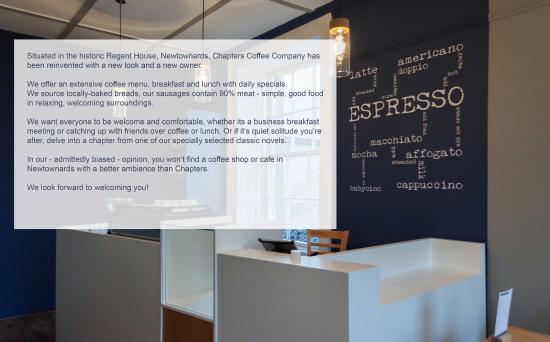 Situated in the historic Regent House, Newtownards, Chapters Coffee Company has
been reinvented with a new look and a new owner.
We offer an extensive coffee menu, breakfast and lunch with daily specials.
We source locally-baked breads, our sausages contain 90% meat - simple, good food
in relaxing, welcoming surroundings.
We want everyone to be welcome and comfortable, whether its a business breakfast
meeting or catching up with friends over coffee or lunch. Or if it's quiet solitude you're
after, delve into a chapter from one of our specially selected classic novels.
In our - admittedly biased - opinion, you won't find a coffee shop or cafe in
Newtownards with a better ambience than Chapters.
We look forward to welcoming you!
americano
latte
doppio
steamed
hot
ESPRESSO
macchiato
mocha
affogato
steamed
milk
babycino
cappuccino